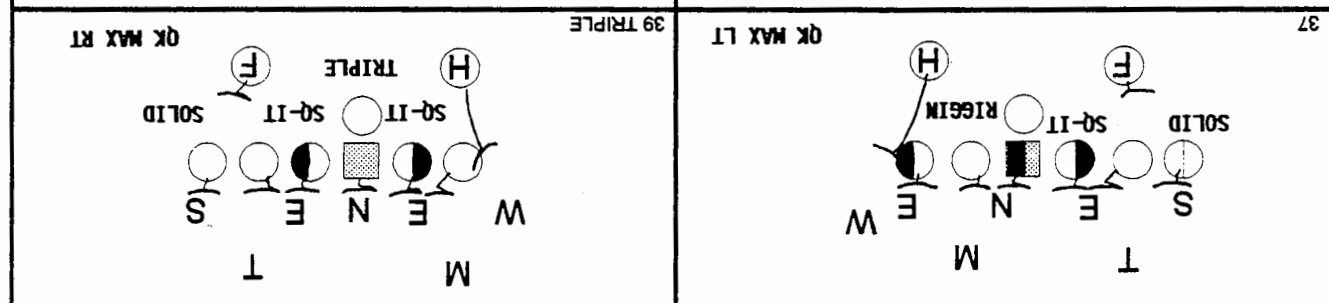 37 QK MAX LT
F H
SOLID SQ-IT RIGGIN
S E N E
W
T M
39 TRIPLE QK MAX RT
H TRIPLE F
SQ-IT SQ-IT SOLID
W E N E S
M T